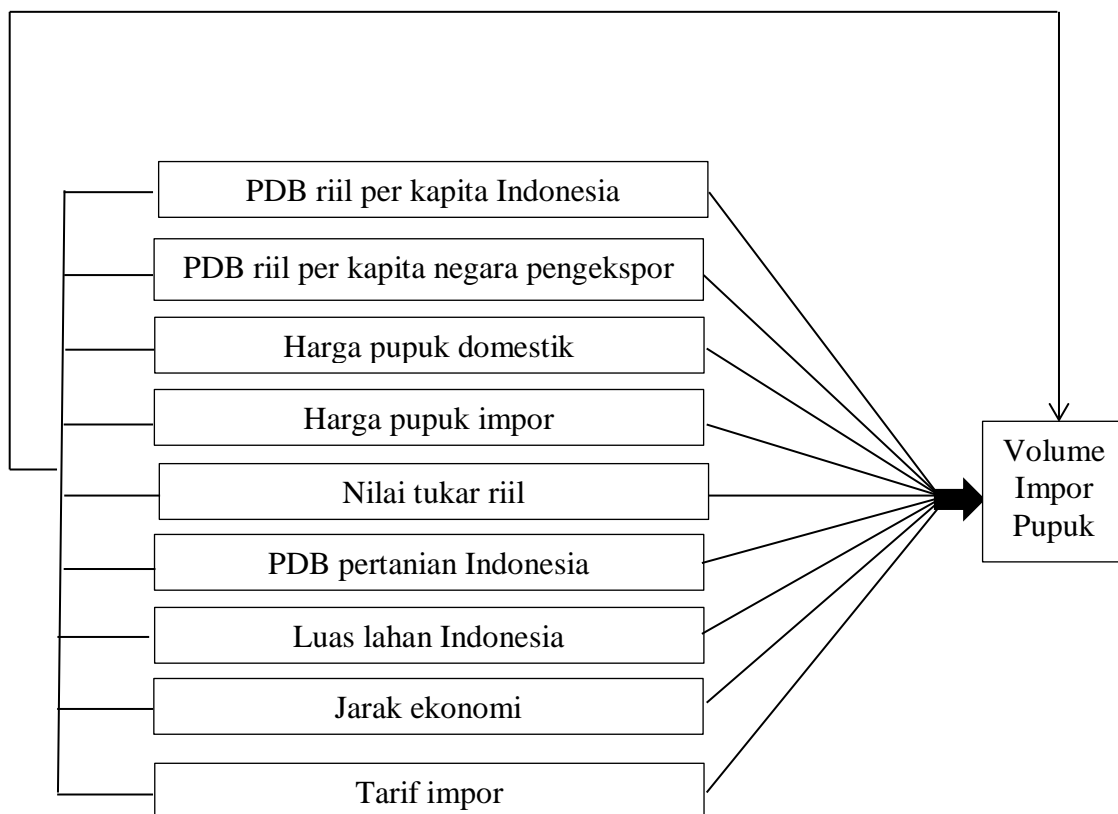 PDB riil per kapita Indonesia
PDB riil per kapita negara pengekspor
Harga pupuk domestik
Harga pupuk impor
Nilai tukar riil
PDB pertanian Indonesia
Luas lahan Indonesia
Jarak ekonomi
Tarif impor
Volume
Impor
Pupuk